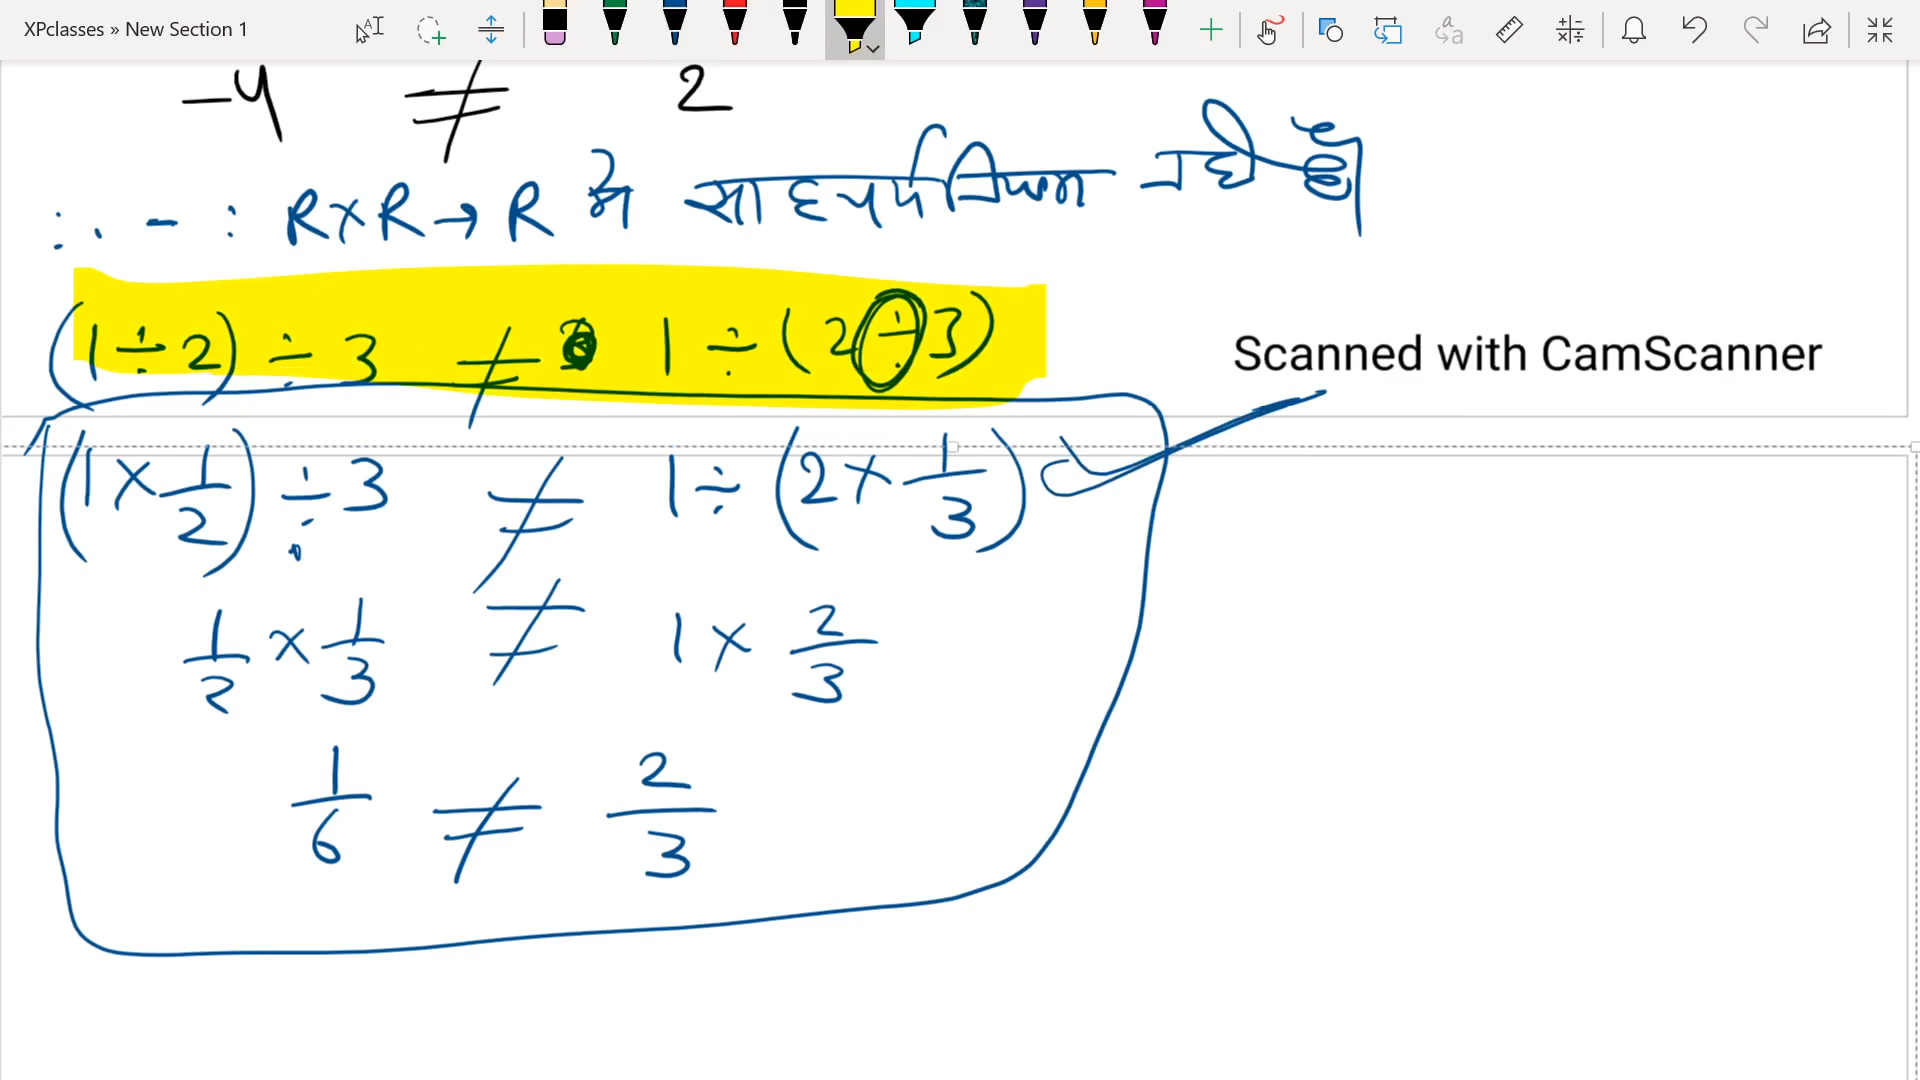 XPclasses » New Section 1
-4 ≠ 2
∴ - : R×R→R में साहचर्य नियम नही है
(1÷2)÷3 ≠ 1÷(2÷3)
Scanned with CamScanner
(1×1/2)÷3 ≠ 1÷(2×1/3)
1/2 × 1/3 ≠ 1 × 2/3
1/6 ≠ 2/3